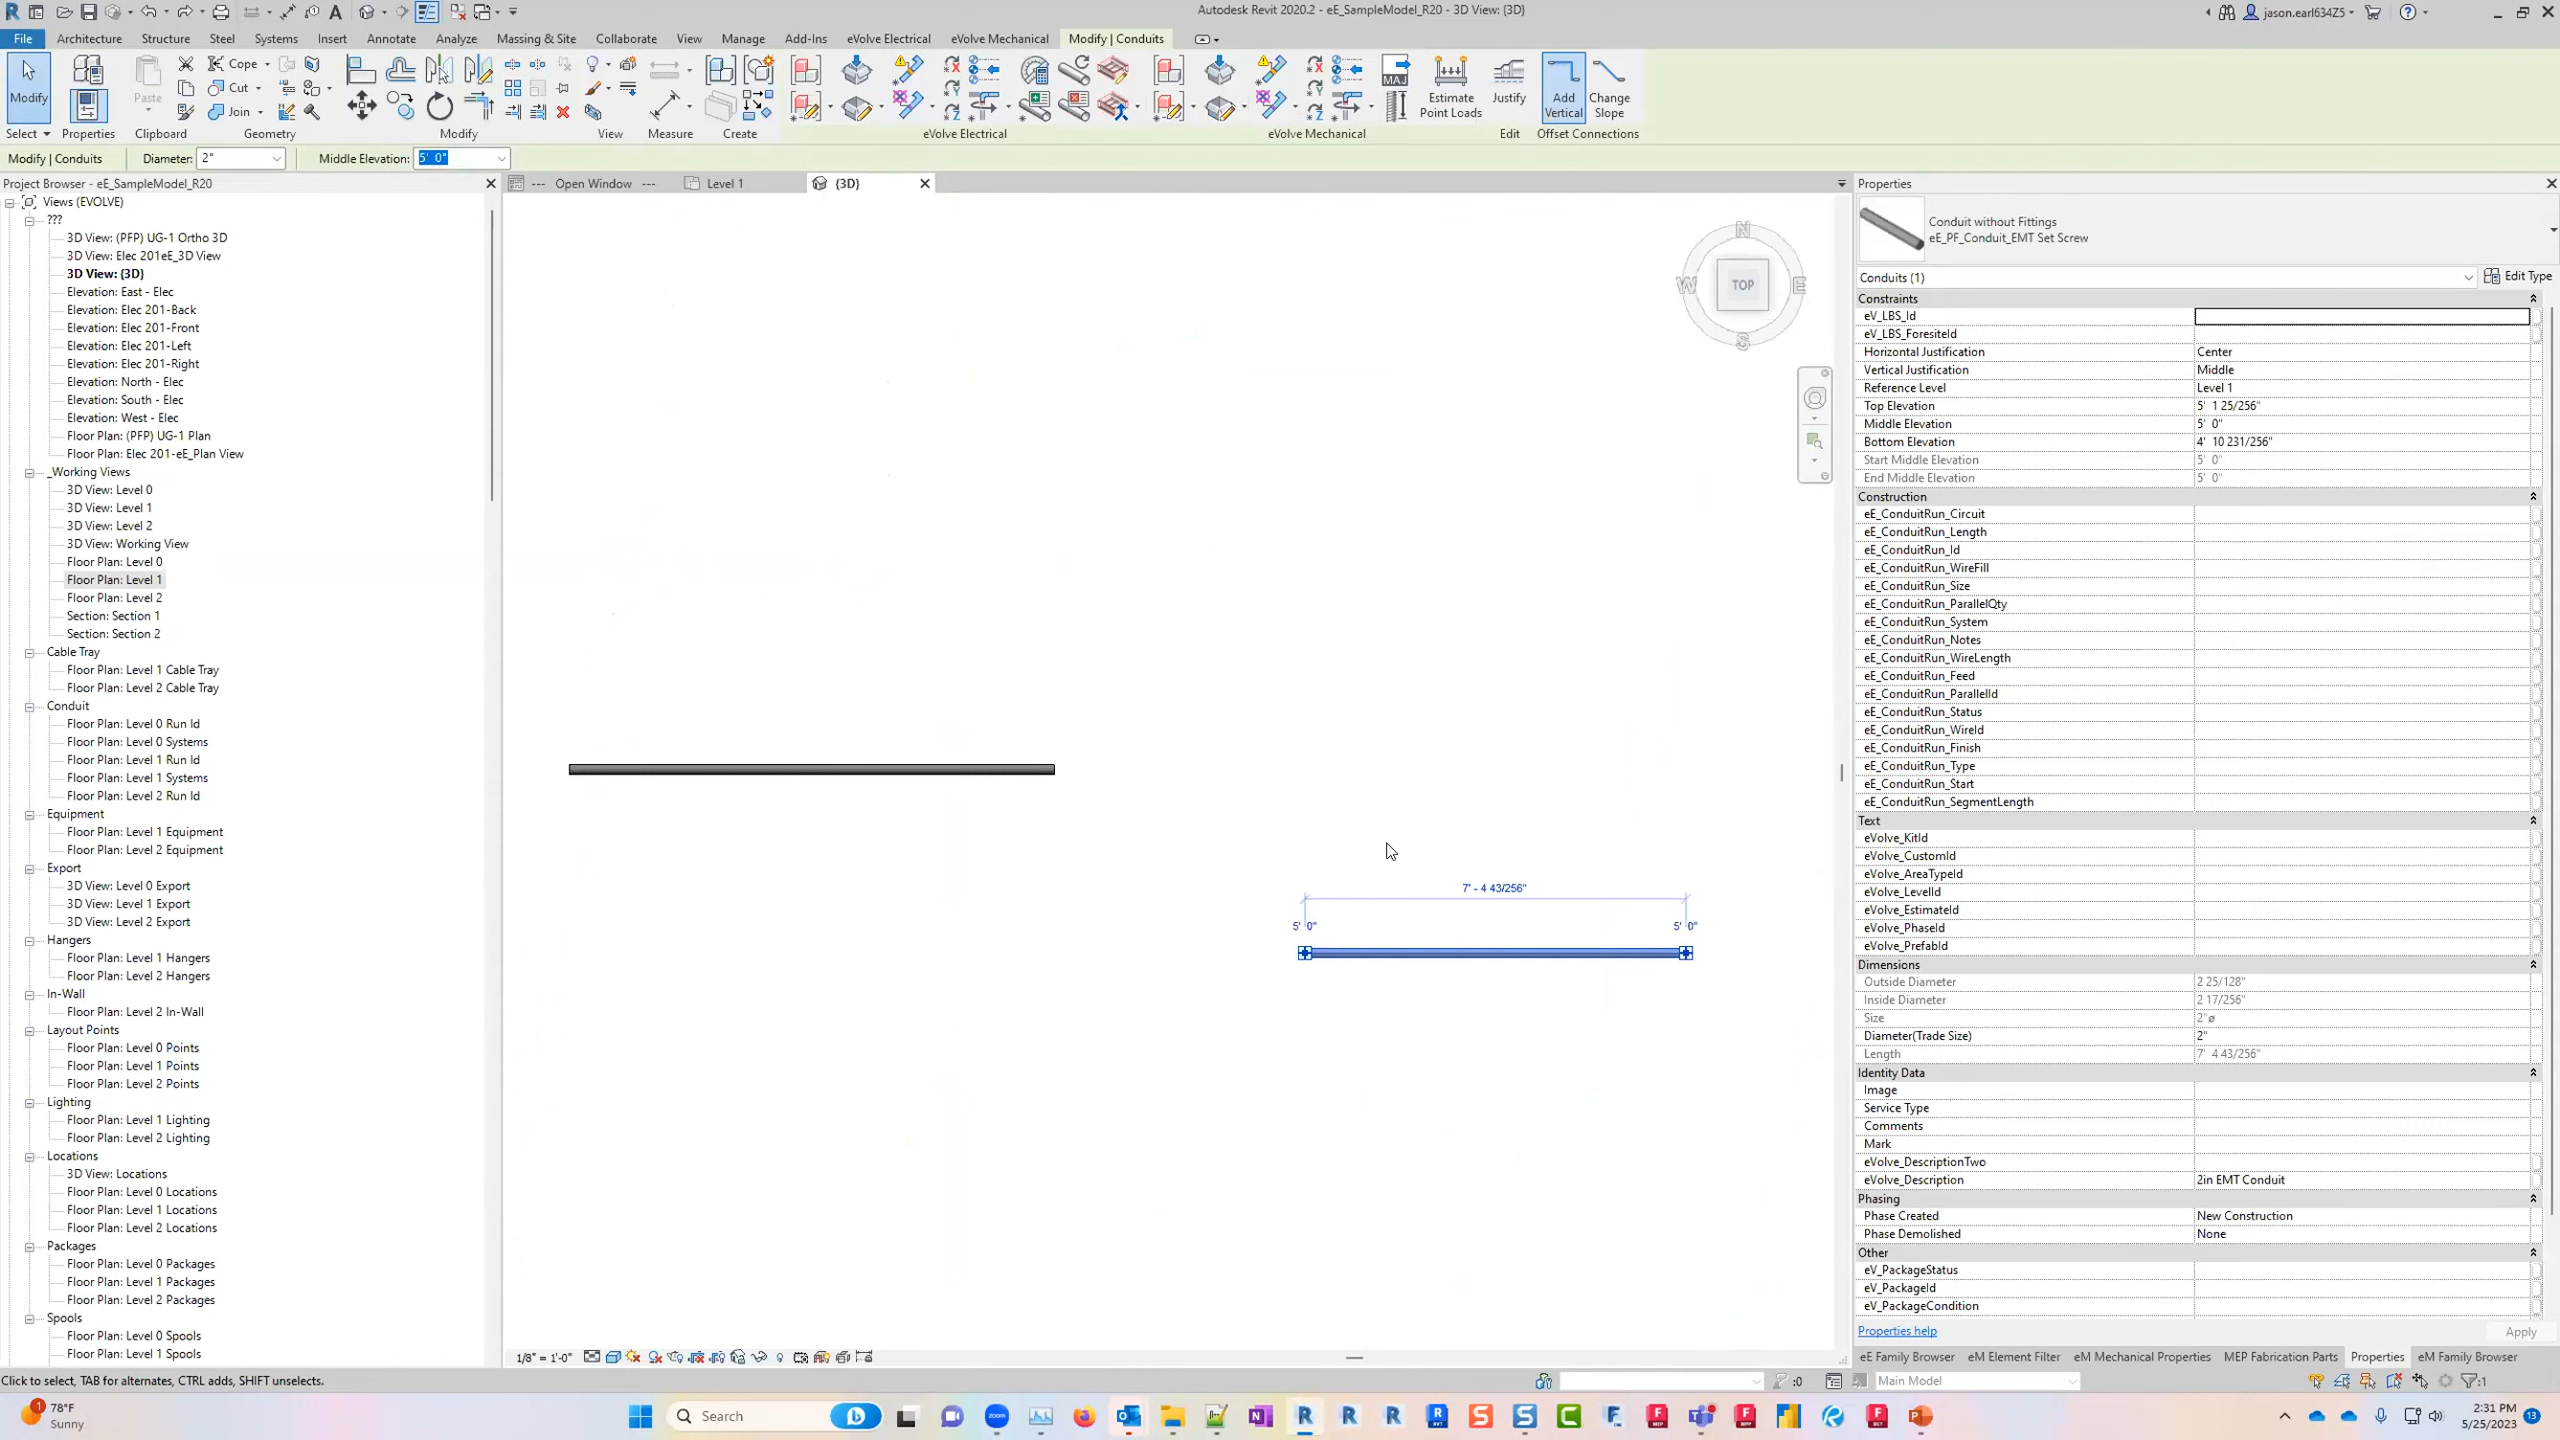 Autodesk Revit 2020.2 - eE_SampleModel_R20 - 3D View: {3D}
jason.earl634Z5
File Architecture Structure Steel Systems Insert Annotate Analyze Massing & Site Collaborate View Manage Add-Ins eVolve Electrical eVolve Mechanical Modify | Conduits
Modify
Paste
Cope
Cut
Join
MAJ
Estimate Point Loads
Justify
Add Vertical
Change Slope
Select Properties Clipboard Geometry Modify View Measure Create eVolve Electrical eVolve Mechanical Edit Offset Connections
Modify | Conduits Diameter: 2" Middle Elevation: 5' 0"
Project Browser - eE_SampleModel_R20
Views (EVOLVE)
???
3D View: (PFP) UG-1 Ortho 3D
3D View: Elec 201eE_3D View
3D View: {3D}
Elevation: East - Elec
Elevation: Elec 201-Back
Elevation: Elec 201-Front
Elevation: Elec 201-Left
Elevation: Elec 201-Right
Elevation: North - Elec
Elevation: South - Elec
Elevation: West - Elec
Floor Plan: (PFP) UG-1 Plan
Floor Plan: Elec 201-eE_Plan View
_Working Views
3D View: Level 0
3D View: Level 1
3D View: Level 2
3D View: Working View
Floor Plan: Level 0
Floor Plan: Level 1
Floor Plan: Level 2
Section: Section 1
Section: Section 2
Cable Tray
Floor Plan: Level 1 Cable Tray
Floor Plan: Level 2 Cable Tray
Conduit
Floor Plan: Level 0 Run Id
Floor Plan: Level 0 Systems
Floor Plan: Level 1 Run Id
Floor Plan: Level 1 Systems
Floor Plan: Level 2 Run Id
Equipment
Floor Plan: Level 1 Equipment
Floor Plan: Level 2 Equipment
Export
3D View: Level 0 Export
3D View: Level 1 Export
3D View: Level 2 Export
Hangers
Floor Plan: Level 1 Hangers
Floor Plan: Level 2 Hangers
In-Wall
Floor Plan: Level 2 In-Wall
Layout Points
Floor Plan: Level 0 Points
Floor Plan: Level 1 Points
Floor Plan: Level 2 Points
Lighting
Floor Plan: Level 1 Lighting
Floor Plan: Level 2 Lighting
Locations
3D View: Locations
Floor Plan: Level 0 Locations
Floor Plan: Level 1 Locations
Floor Plan: Level 2 Locations
Packages
Floor Plan: Level 0 Packages
Floor Plan: Level 1 Packages
Floor Plan: Level 2 Packages
Spools
Floor Plan: Level 0 Spools
Floor Plan: Level 1 Spools
--- Open Window --- Level 1 {3D}
N
W TOP E
S
7' - 4 43/256"
5' 0" 5' 0"
1/8" = 1'-0"
Properties
Conduit without Fittings
eE_PF_Conduit_EMT Set Screw
Conduits (1) Edit Type
Constraints
eV_LBS_Id
eV_LBS_ForesiteId
Horizontal Justification Center
Vertical Justification Middle
Reference Level Level 1
Top Elevation 5' 1 25/256"
Middle Elevation 5' 0"
Bottom Elevation 4' 10 231/256"
Start Middle Elevation 5' 0"
End Middle Elevation 5' 0"
Construction
eE_ConduitRun_Circuit
eE_ConduitRun_Length
eE_ConduitRun_Id
eE_ConduitRun_WireFill
eE_ConduitRun_Size
eE_ConduitRun_ParallelQty
eE_ConduitRun_System
eE_ConduitRun_Notes
eE_ConduitRun_WireLength
eE_ConduitRun_Feed
eE_ConduitRun_ParallelId
eE_ConduitRun_Status
eE_ConduitRun_WireId
eE_ConduitRun_Finish
eE_ConduitRun_Type
eE_ConduitRun_Start
eE_ConduitRun_SegmentLength
Text
eVolve_KitId
eVolve_CustomId
eVolve_AreaTypeId
eVolve_LevelId
eVolve_EstimateId
eVolve_PhaseId
eVolve_PrefabId
Dimensions
Outside Diameter 2 25/128"
Inside Diameter 2 17/256"
Size 2"ø
Diameter(Trade Size) 2"
Length 7' 4 43/256"
Identity Data
Image
Service Type
Comments
Mark
eVolve_DescriptionTwo
eVolve_Description 2in EMT Conduit
Phasing
Phase Created New Construction
Phase Demolished None
Other
eV_PackageStatus
eV_PackageId
eV_PackageCondition
Properties help Apply
eE Family Browser eM Element Filter eM Mechanical Properties MEP Fabrication Parts Properties eM Family Browser
Click to select, TAB for alternates, CTRL adds, SHIFT unselects.
:0 Main Model :1
78°F
Sunny
Search
2:31 PM
5/25/2023
13